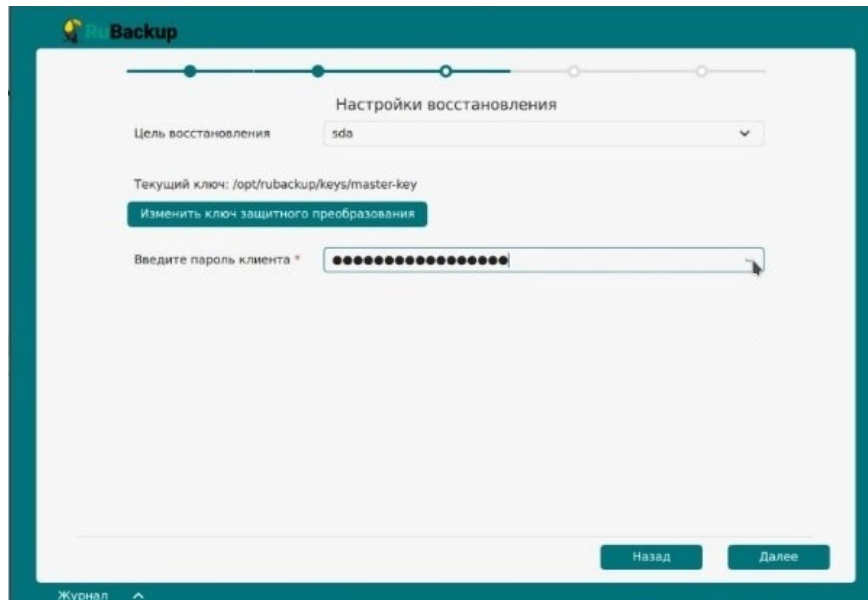 RuBackup
Настройки восстановления
Цель восстановления sda
Текущий ключ: /opt/rubackup/keys/master-key
Изменить ключ защитного преобразования
Введите пароль клиента * ●●●●●●●●●●●●●●●●●
Назад Далее
Журнал